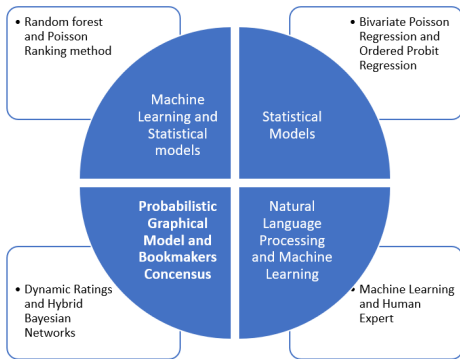 • Random forest
and Poisson
Ranking method
• Bivariate Poisson
Regression and
Ordered Probit
Regression
Machine
Learning and
Statistical
models
Statistical
Models
Probabilistic
Graphical
Model and
Bookmakers
Concensus
Natural
Language
Processing
and Machine
Learning
• Dynamic Ratings
and Hybrid
Bayesian
Networks
• Machine Learning
and Human
Expert